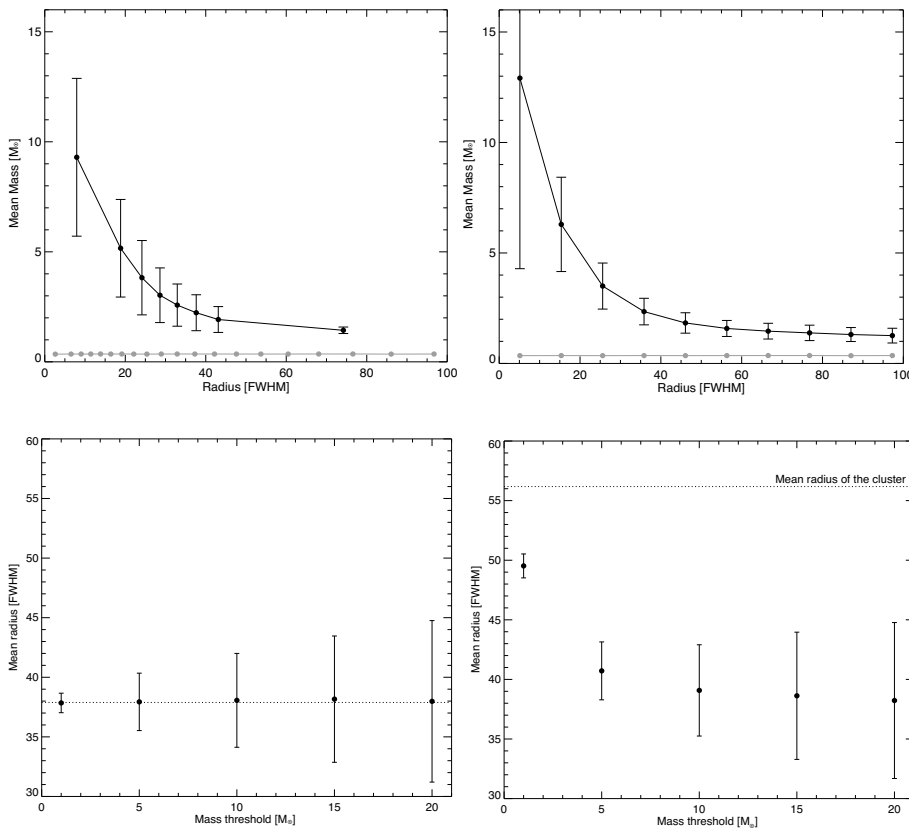 15
10
5
0
Mean Mass [M⊙]
0 20 40 60 80 100
Radius [FWHM]
15
10
5
0
Mean Mass [M⊙]
0 20 40 60 80 100
Radius [FWHM]
60
55
50
45
40
35
30
Mean radius [FWHM]
0 5 10 15 20
Mass threshold [M⊙]
60
55
50
45
40
35
30
Mean radius [FWHM]
Mean radius of the cluster
0 5 10 15 20
Mass threshold [M⊙]